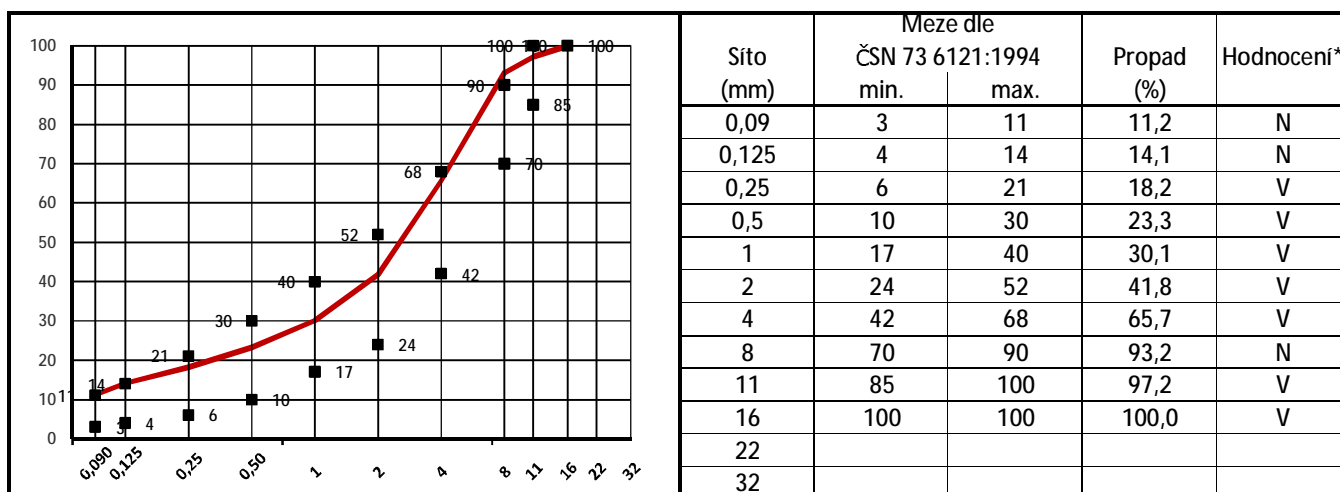 100
90
80
70
60
50
40
30
20
10
0
11 14 21 30 40 52 68 90 100 100 100
3 4 6 10 17 24 42 70 85
0,090 0,125 0,25 0,50 1 2 4 8 11 16 22 32
Meze dle
Síto ČSN 73 6121:1994 Propad Hodnocení*
(mm) min. max. (%)
0,09 3 11 11,2 N
0,125 4 14 14,1 N
0,25 6 21 18,2 V
0,5 10 30 23,3 V
1 17 40 30,1 V
2 24 52 41,8 V
4 42 68 65,7 V
8 70 90 93,2 N
11 85 100 97,2 V
16 100 100 100,0 V
22
32